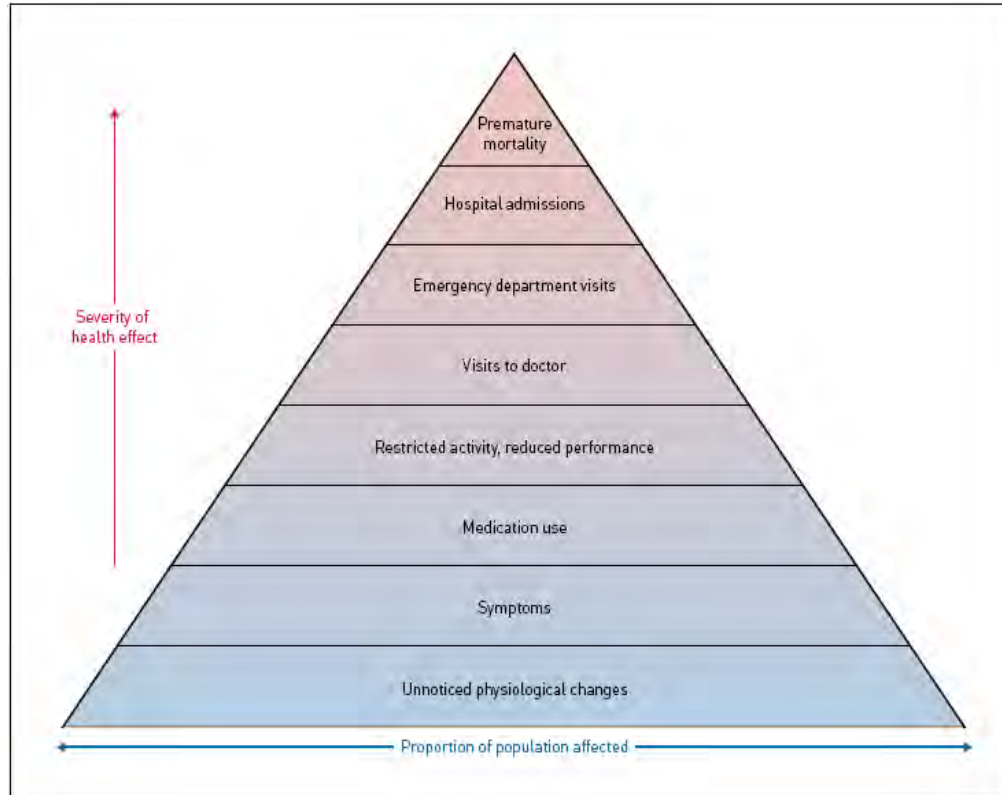 Premature
mortality
Hospital admissions
Emergency department visits
Severity of
health effect
Visits to doctor
Restricted activity, reduced performance
Medication use
Symptoms
Unnoticed physiological changes
Proportion of population affected